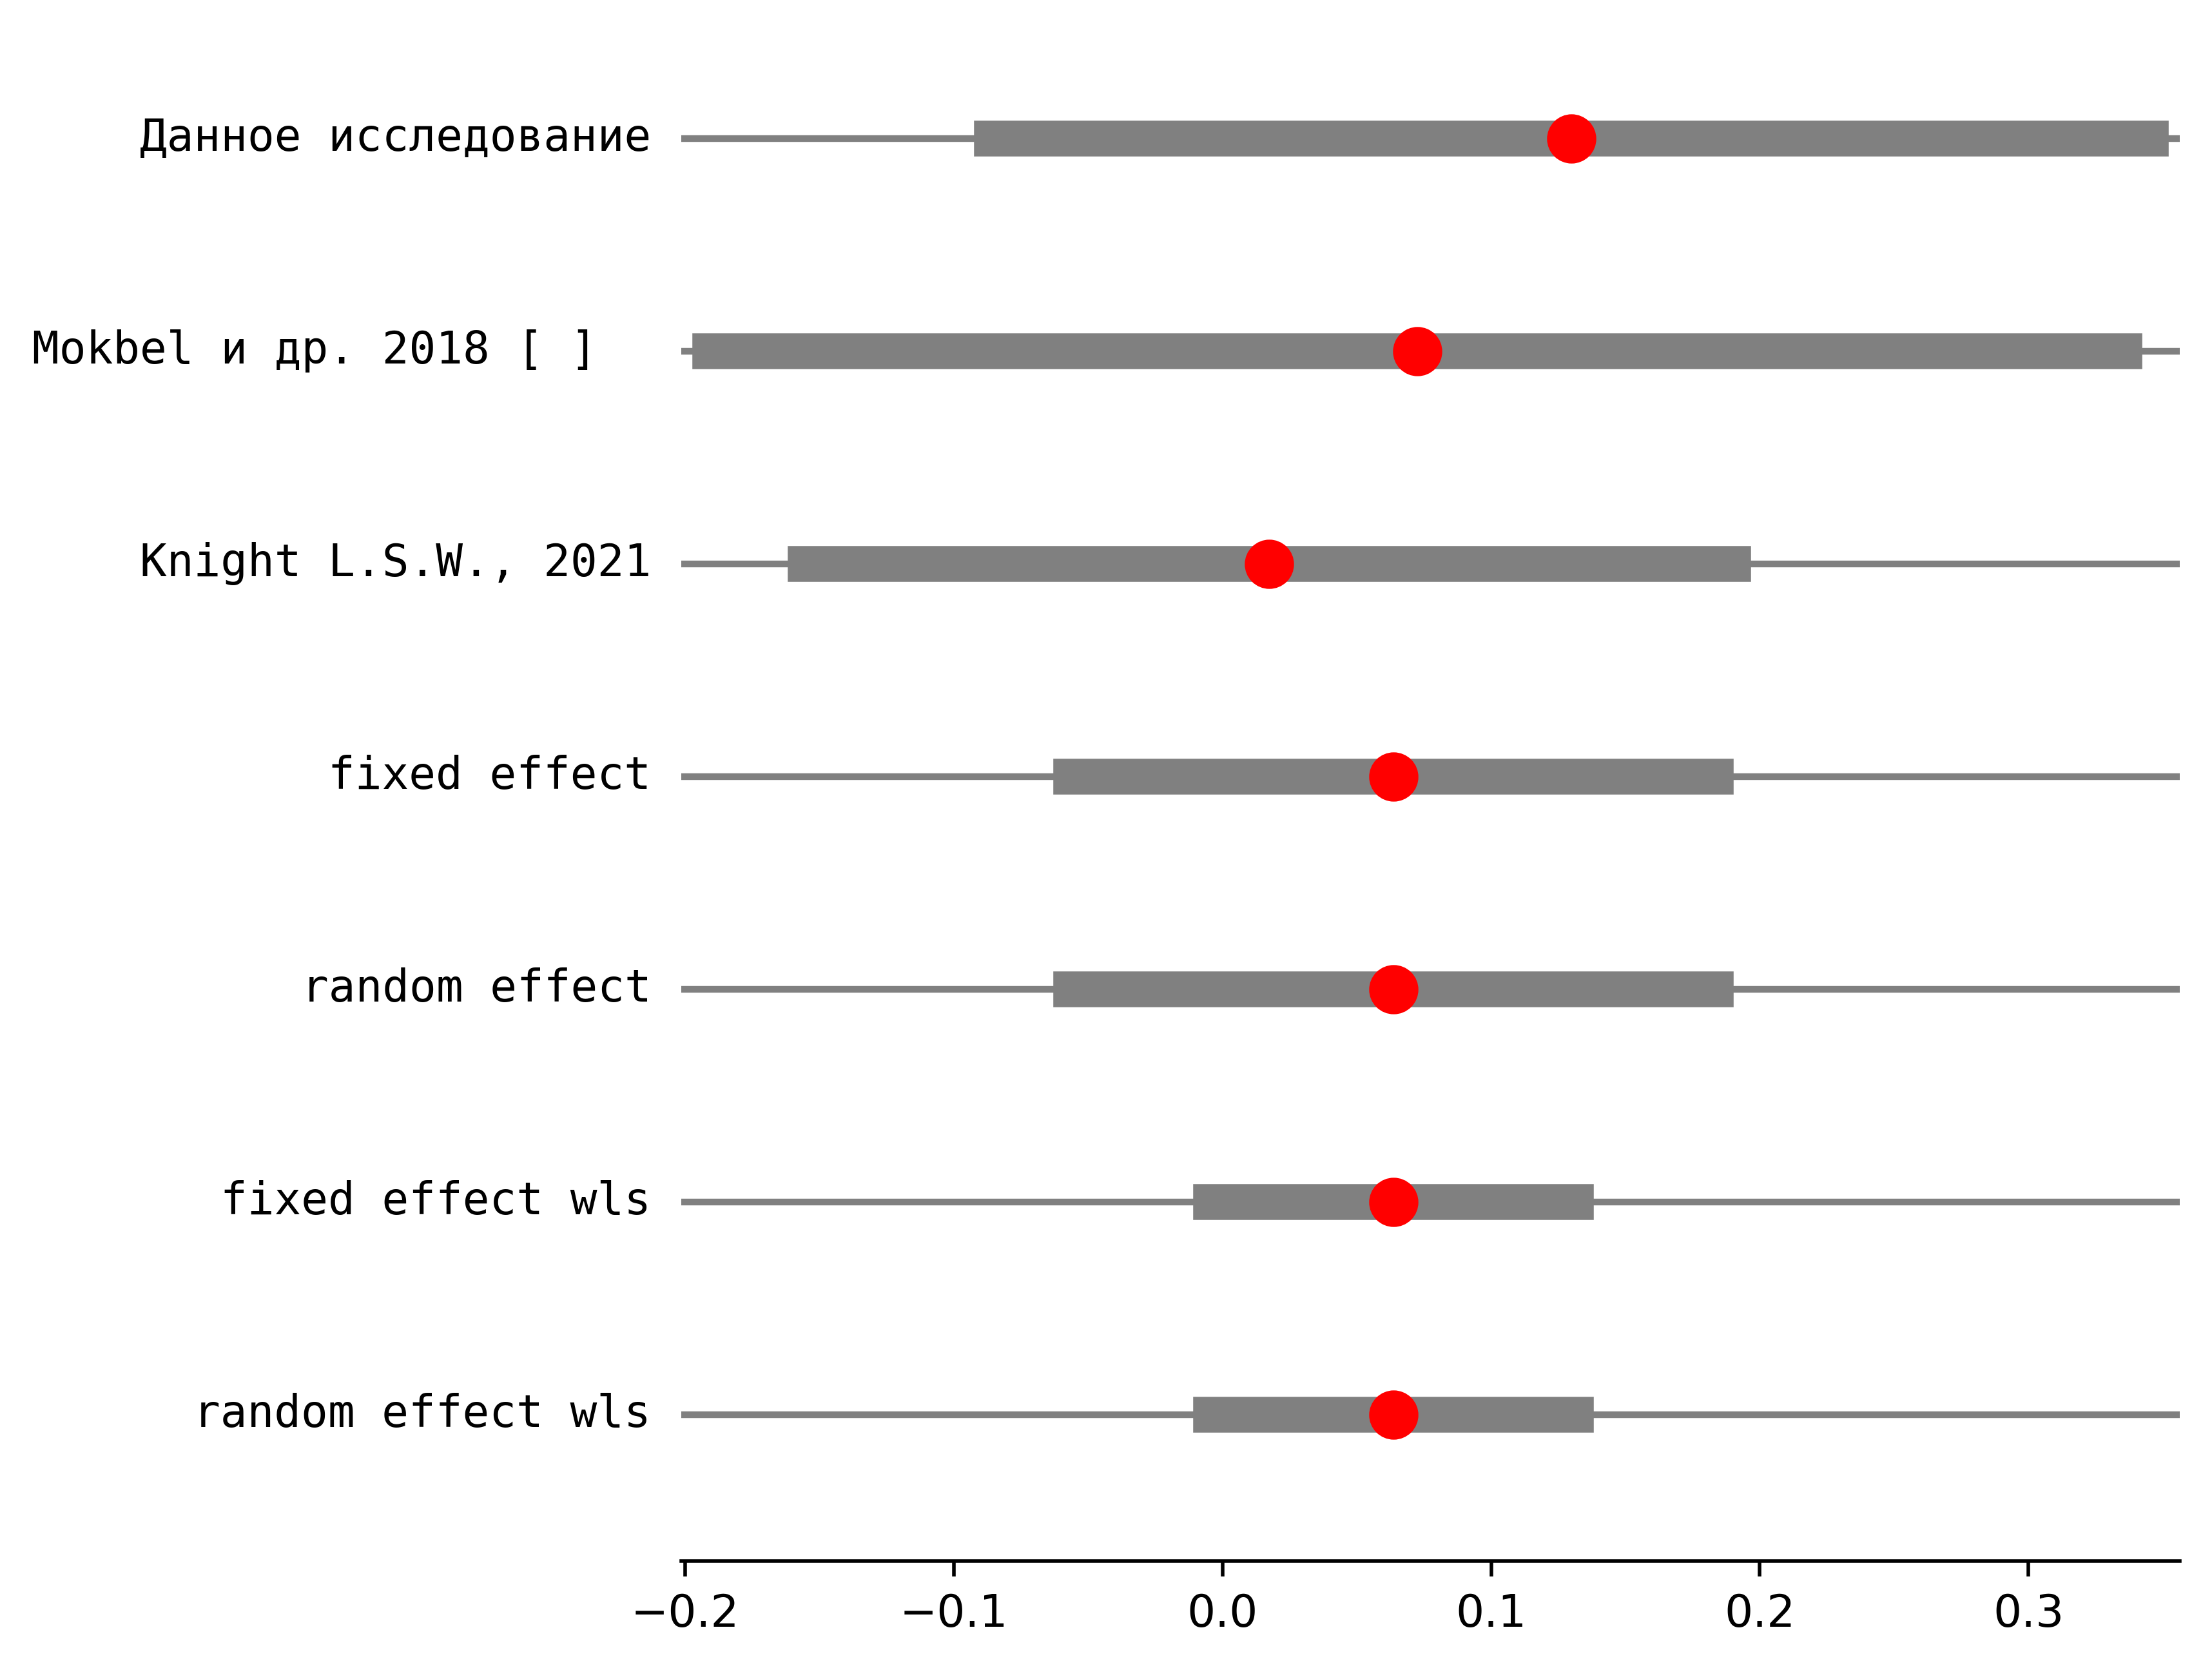 Данное исследование
Mokbel и др. 2018 [ ]
Knight L.S.W., 2021
fixed effect
random effect
fixed effect wls
random effect wls
−0.2 −0.1 0.0 0.1 0.2 0.3